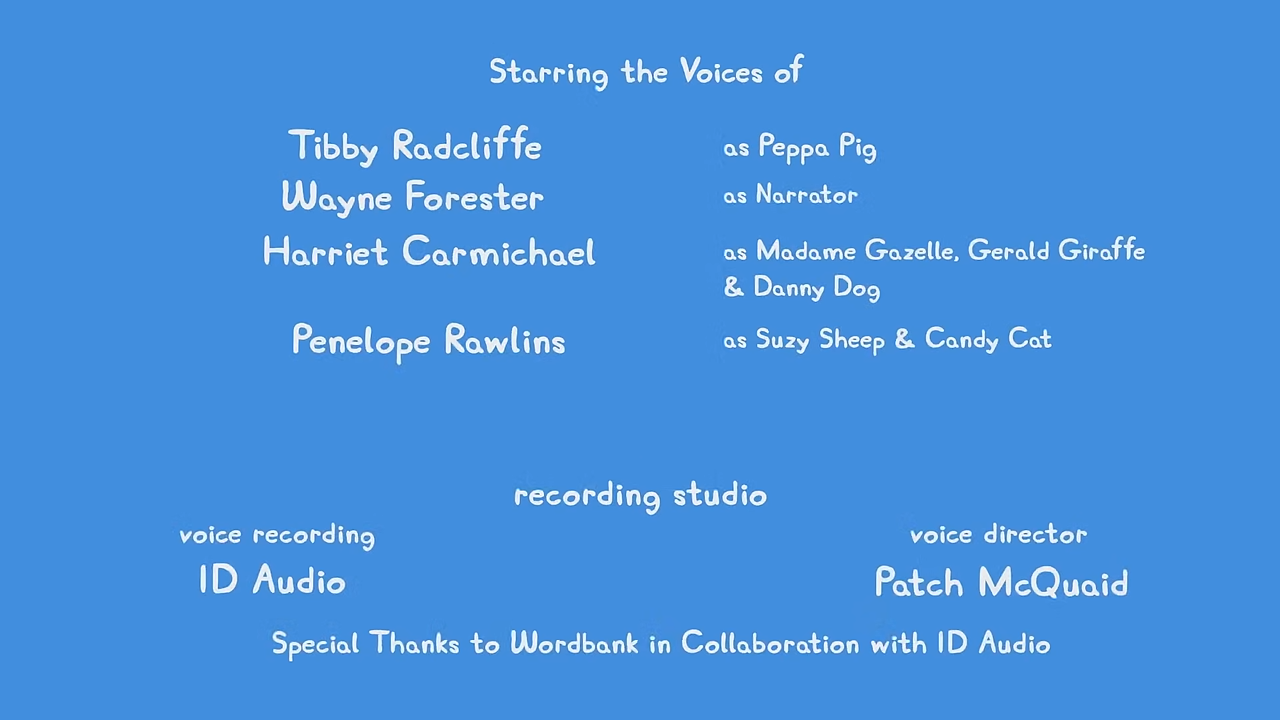 Starring the Voices of
Tibby Radcliffe as Peppa Pig
Wayne Forester as Narrator
Harriet Carmichael as Madame Gazelle, Gerald Giraffe
& Danny Dog
Penelope Rawlins as Suzy Sheep & Candy Cat
recording studio
voice recording voice director
ID Audio Patch McQuaid
Special Thanks to Wordbank in Collaboration with ID Audio